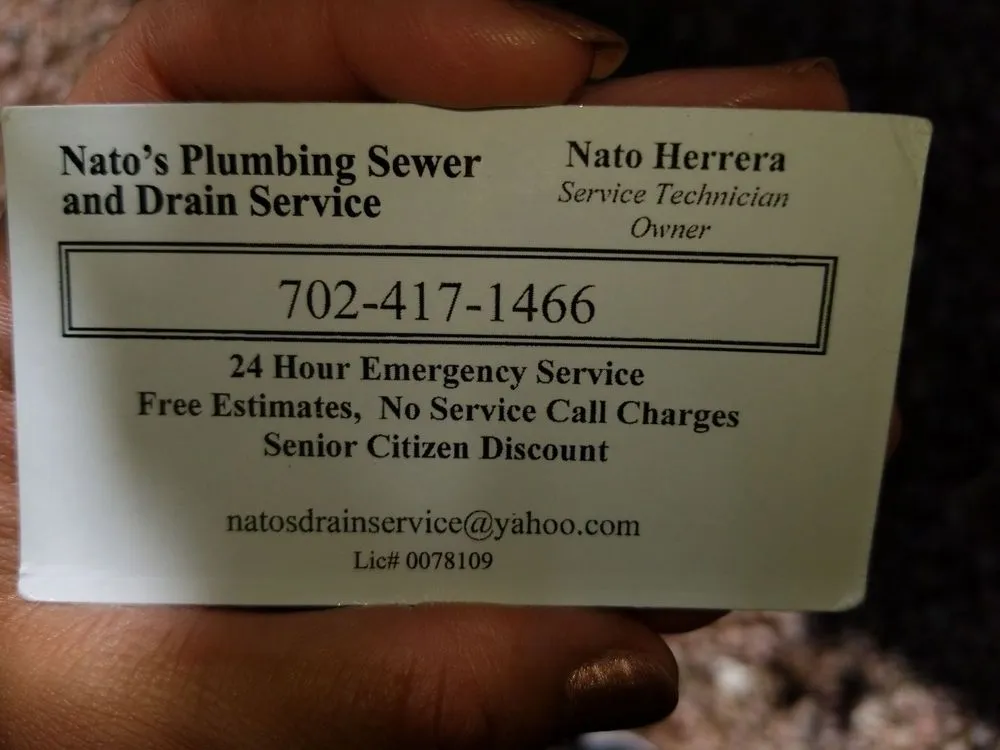 Nato's Plumbing Sewer
and Drain Service
Nato Herrera
Service Technician
Owner
702-417-1466
24 Hour Emergency Service
Free Estimates, No Service Call Charges
Senior Citizen Discount
natosdrainservice@yahoo.com
Lic# 0078109